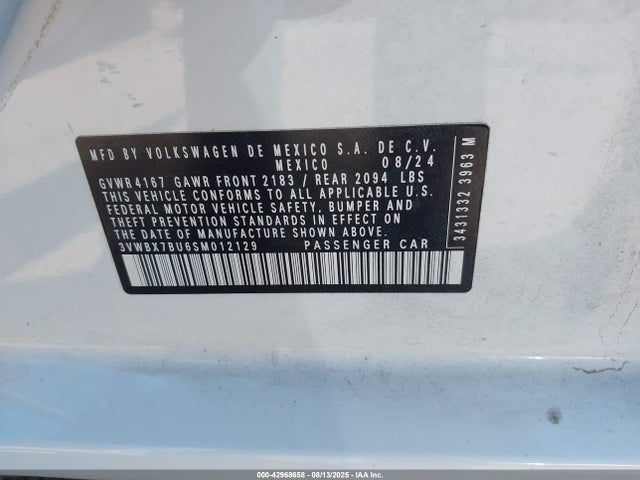 MFD BY VOLKSWAGEN DE MEXICO S.A. DE C.V.
MEXICO 08/24
GVWR 4167 GAWR FRONT 2183 / REAR 2094 LBS
THIS VEHICLE CONFORMS TO ALL APPLICABLE U.S.
FEDERAL MOTOR VEHICLE SAFETY, BUMPER AND
THEFT PREVENTION STANDARDS IN EFFECT ON THE
DATE OF MANUFACTURE SHOWN ABOVE.
3VWBX7BU6SM012129 PASSENGER CAR
3431332 3963 M
000-42968658 - 08/13/2025 - IAA Inc.